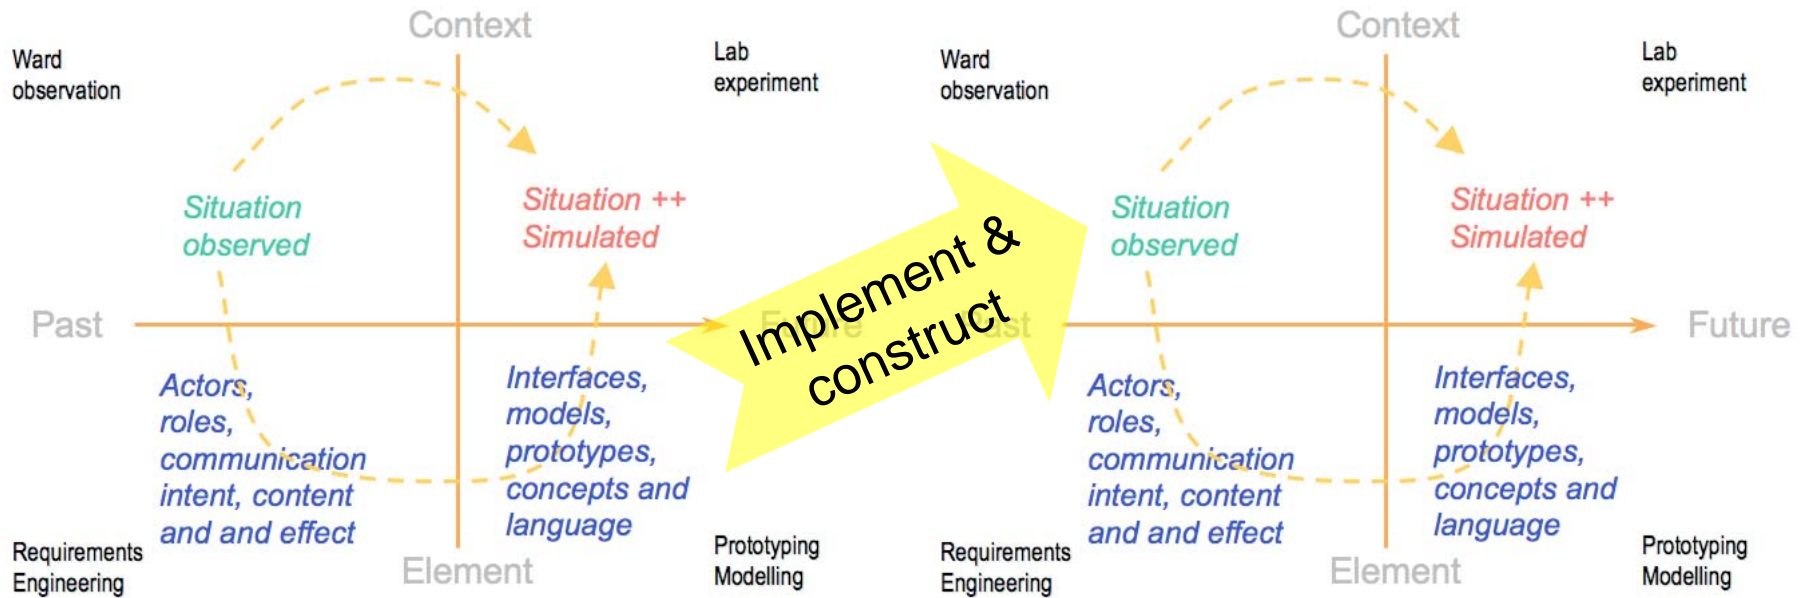 Context
Ward
observation
Lab
experiment
Situation
observed
Situation ++
Simulated
Past
Future
Actors,
roles,
communication
intent, content
and and effect
Interfaces,
models,
prototypes,
concepts and
language
Requirements
Engineering
Element
Prototyping
Modelling
Implement &
construct
Context
Ward
observation
Lab
experiment
Situation
observed
Situation ++
Simulated
Past
Future
Actors,
roles,
communication
intent, content
and and effect
Interfaces,
models,
prototypes,
concepts and
language
Requirements
Engineering
Element
Prototyping
Modelling